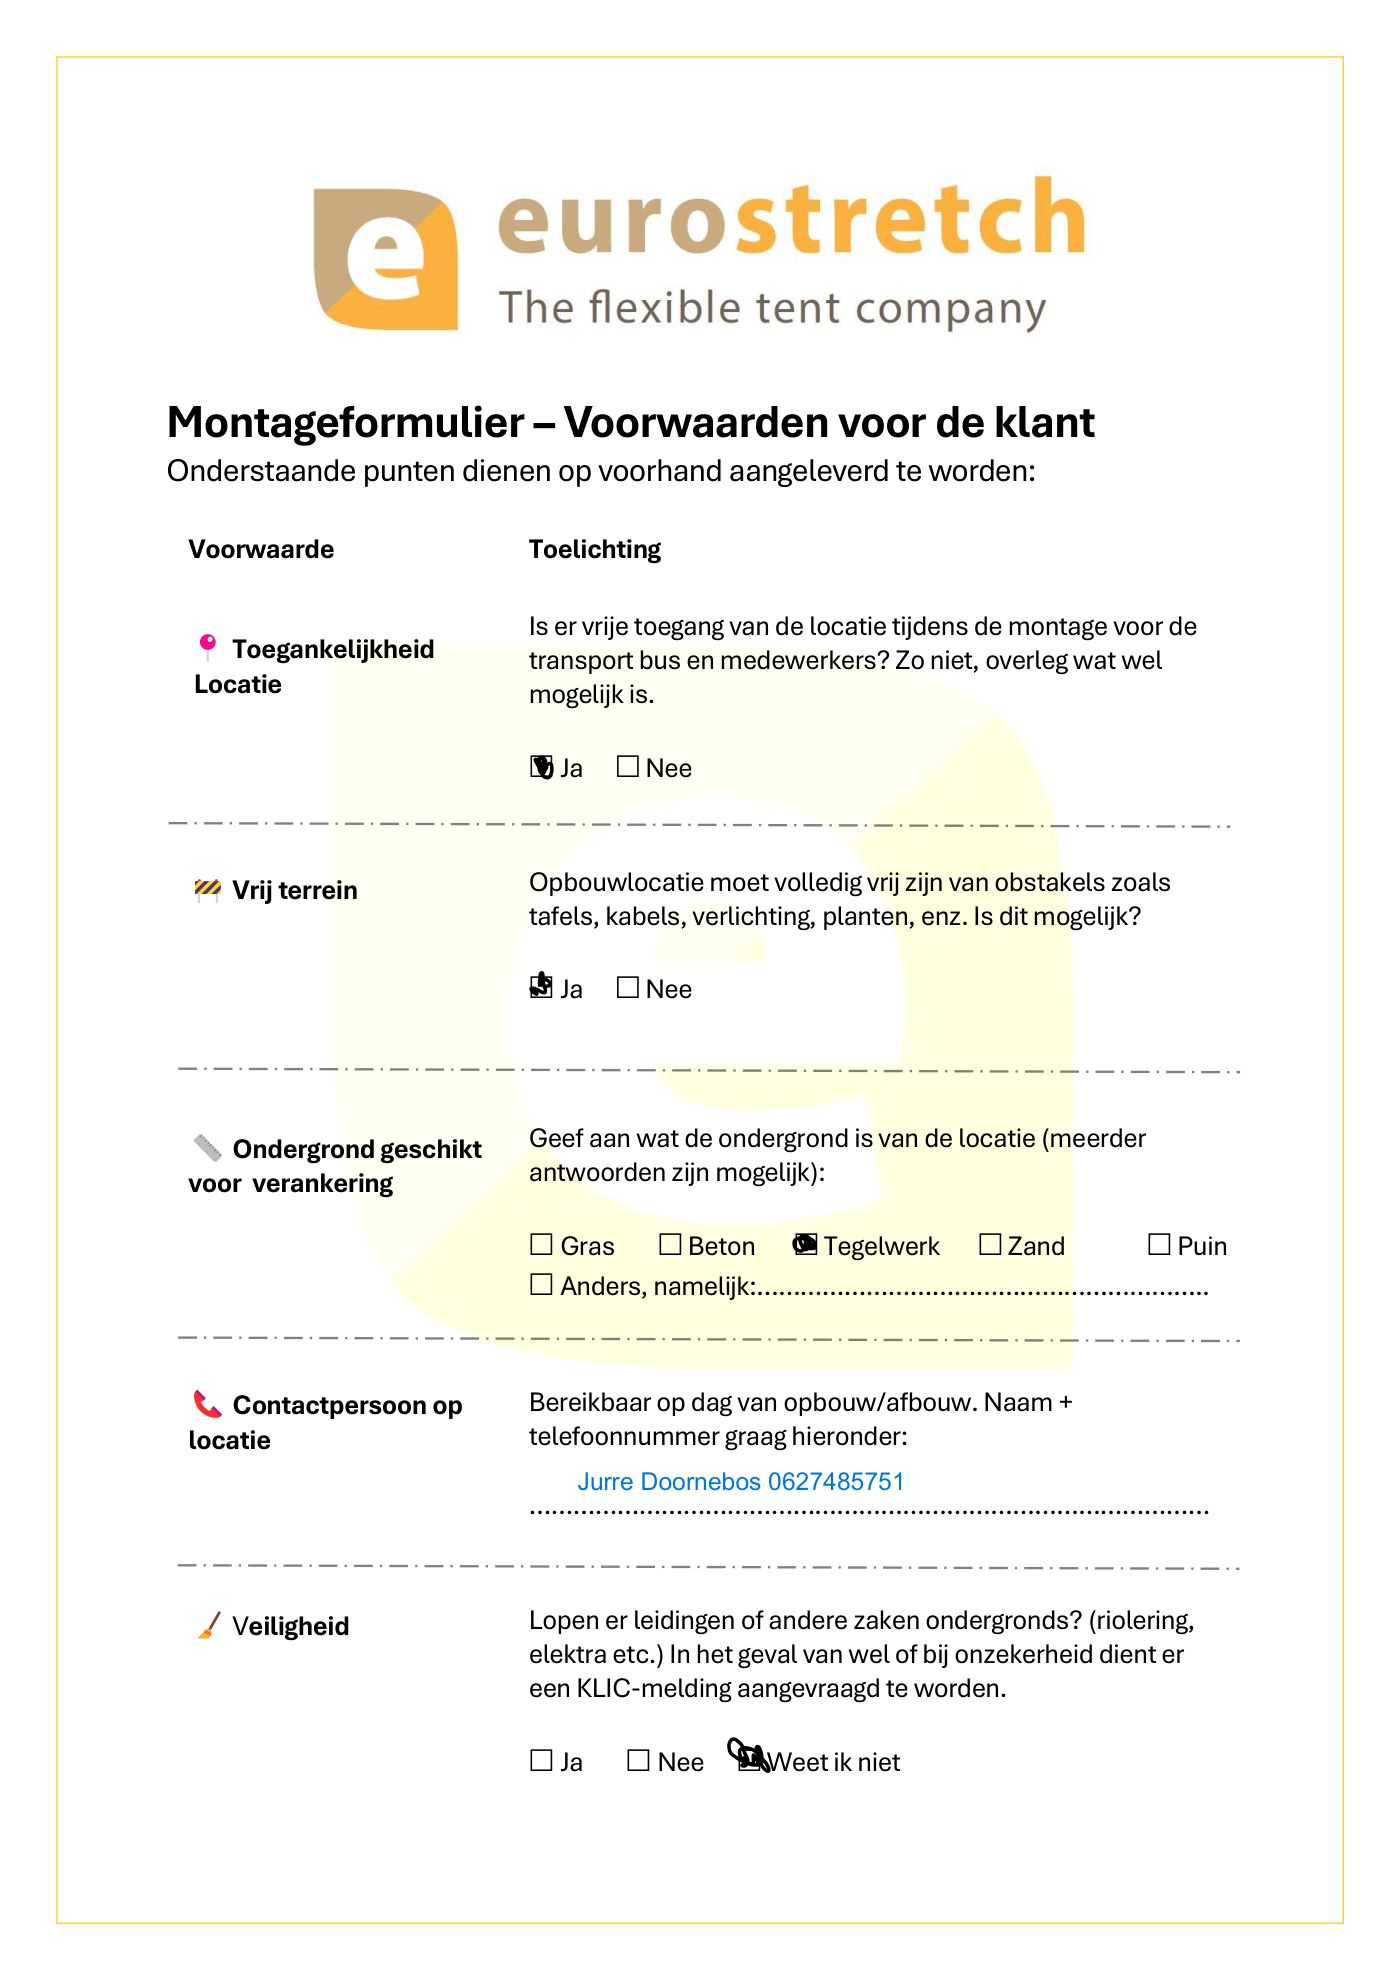 eurostretch
The flexible tent company
Montageformulier – Voorwaarden voor de klant
Onderstaande punten dienen op voorhand aangeleverd te worden:
Voorwaarde
Toelichting
Toegankelijkheid
Locatie
Is er vrije toegang van de locatie tijdens de montage voor de
transport bus en medewerkers? Zo niet, overleg wat wel
mogelijk is.
☒ Ja ☐ Nee
Vrij terrein
Opbouwlocatie moet volledig vrij zijn van obstakels zoals
tafels, kabels, verlichting, planten, enz. Is dit mogelijk?
☒ Ja ☐ Nee
Ondergrond geschikt
voor verankering
Geef aan wat de ondergrond is van de locatie (meerder
antwoorden zijn mogelijk):
☐ Gras ☐ Beton ☒ Tegelwerk ☐ Zand ☐ Puin
☐ Anders, namelijk:..............................................................
Contactpersoon op
locatie
Bereikbaar op dag van opbouw/afbouw. Naam +
telefoonnummer graag hieronder:
Jurre Doornebos 0627485751
.............................................................................................
Veiligheid
Lopen er leidingen of andere zaken ondergronds? (riolering,
elektra etc.) In het geval van wel of bij onzekerheid dient er
een KLIC-melding aangevraagd te worden.
☐ Ja ☐ Nee ☒ Weet ik niet